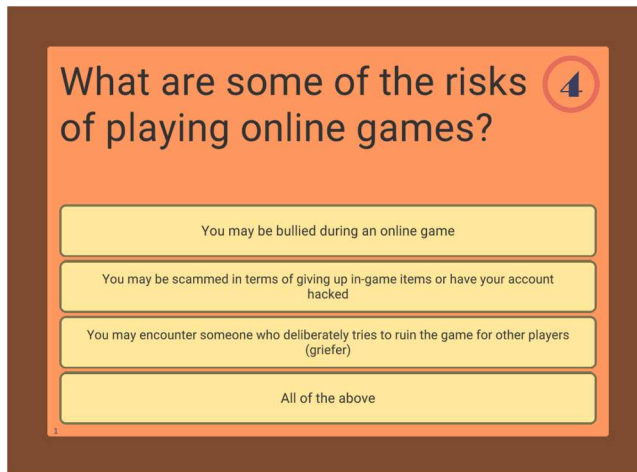 What are some of the risks
4
of playing online games?
You may be bullied during an online game
You may be scammed in terms of giving up in-game items or have your account
hacked
You may encounter someone who deliberately tries to ruin the game for other players
(griefer)
All of the above
1